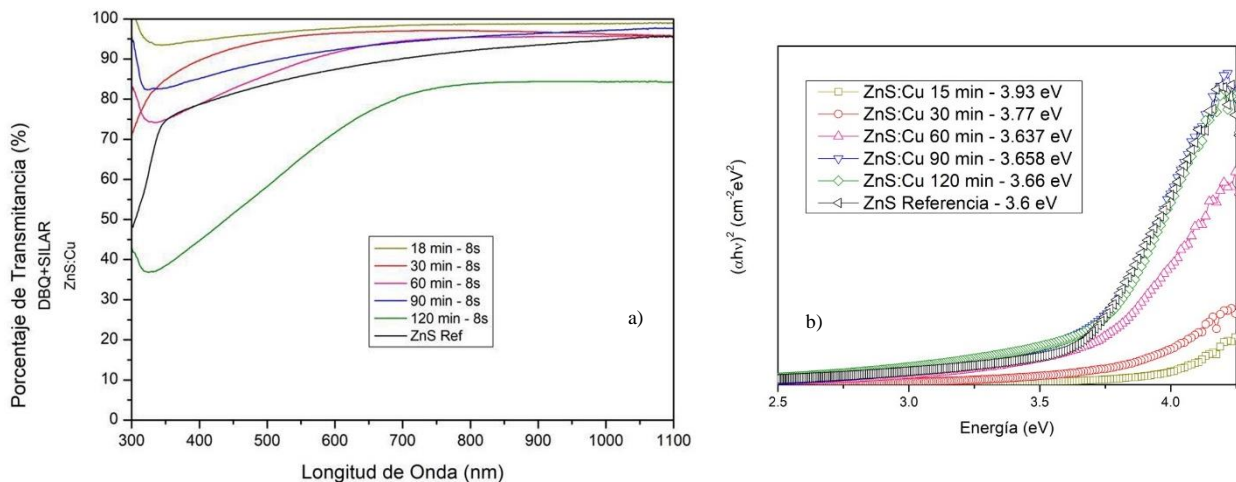 100
90
80
70
60
50
40
30
20
10
0
Porcentaje de Transmitancia (%)
DBQ+SILAR
ZnS:Cu
18 min - 8s
30 min - 8s
60 min - 8s
90 min - 8s
120 min - 8s
ZnS Ref
a)
300 400 500 600 700 800 900 1000 1100
Longitud de Onda (nm)
ZnS:Cu 15 min - 3.93 eV
ZnS:Cu 30 min - 3.77 eV
ZnS:Cu 60 min - 3.637 eV
ZnS:Cu 90 min - 3.658 eV
ZnS:Cu 120 min - 3.66 eV
ZnS Referencia - 3.6 eV
b)
(αhν)² (cm⁻²eV²)
2.5 3.0 3.5 4.0
Energía (eV)